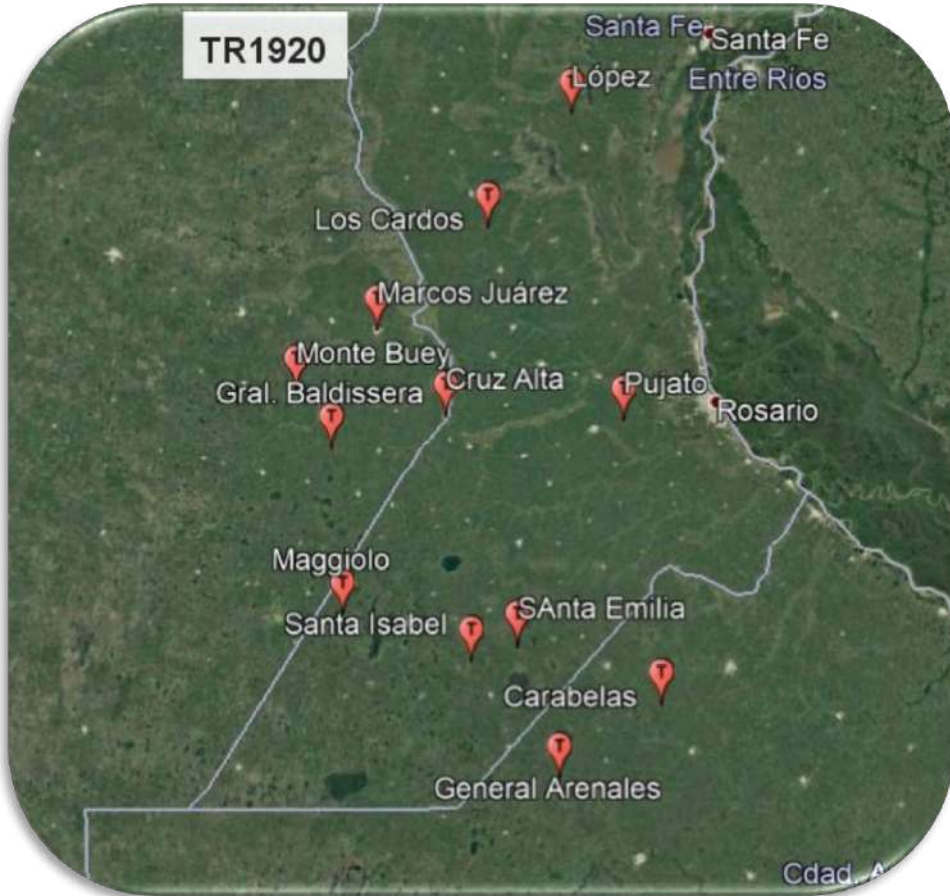 TR1920
Santa Fe
Santa Fe
López
Entre Ríos
Los Cardos
Marcos Juárez
Monte Buey
Gral. Baldissera
Cruz Alta
Pujato
Rosario
Maggiolo
Santa Isabel
SAnta Emilia
Carabelas
General Arenales
Cdad. A